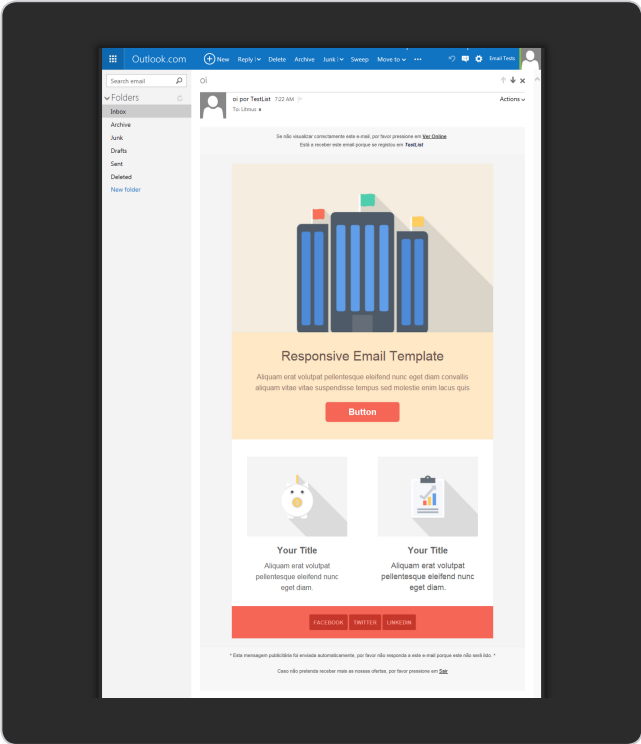 Outlook.com
New Reply Delete Archive Junk Sweep Move to ••• Email Tests
Search email
oi
Folders
Inbox
Archive
Junk
Drafts
Sent
Deleted
New folder
oi por TestList 7:22 AM
Actions
To: Litmus
Se não visualizar correctamente este e-mail, por favor pressione em Ver Online
Está a receber este email porque se registou em TestList
Responsive Email Template
Aliquam erat volutpat pellentesque eleifend nunc eget diam convallis
aliquam vitae vitae suspendisse tempus sed molestie enim lacus quis
Button
Your Title
Aliquam erat volutpat
pellentesque eleifend nunc
eget diam.
Your Title
Aliquam erat volutpat
pellentesque eleifend nunc
eget diam.
FACEBOOK TWITTER LINKEDIN
* Esta mensagem publicitária foi enviada automaticamente, por favor não responda a este e-mail porque este não será lido. *
Caso não pretenda receber mais as nossas ofertas, por favor pressione em Sair